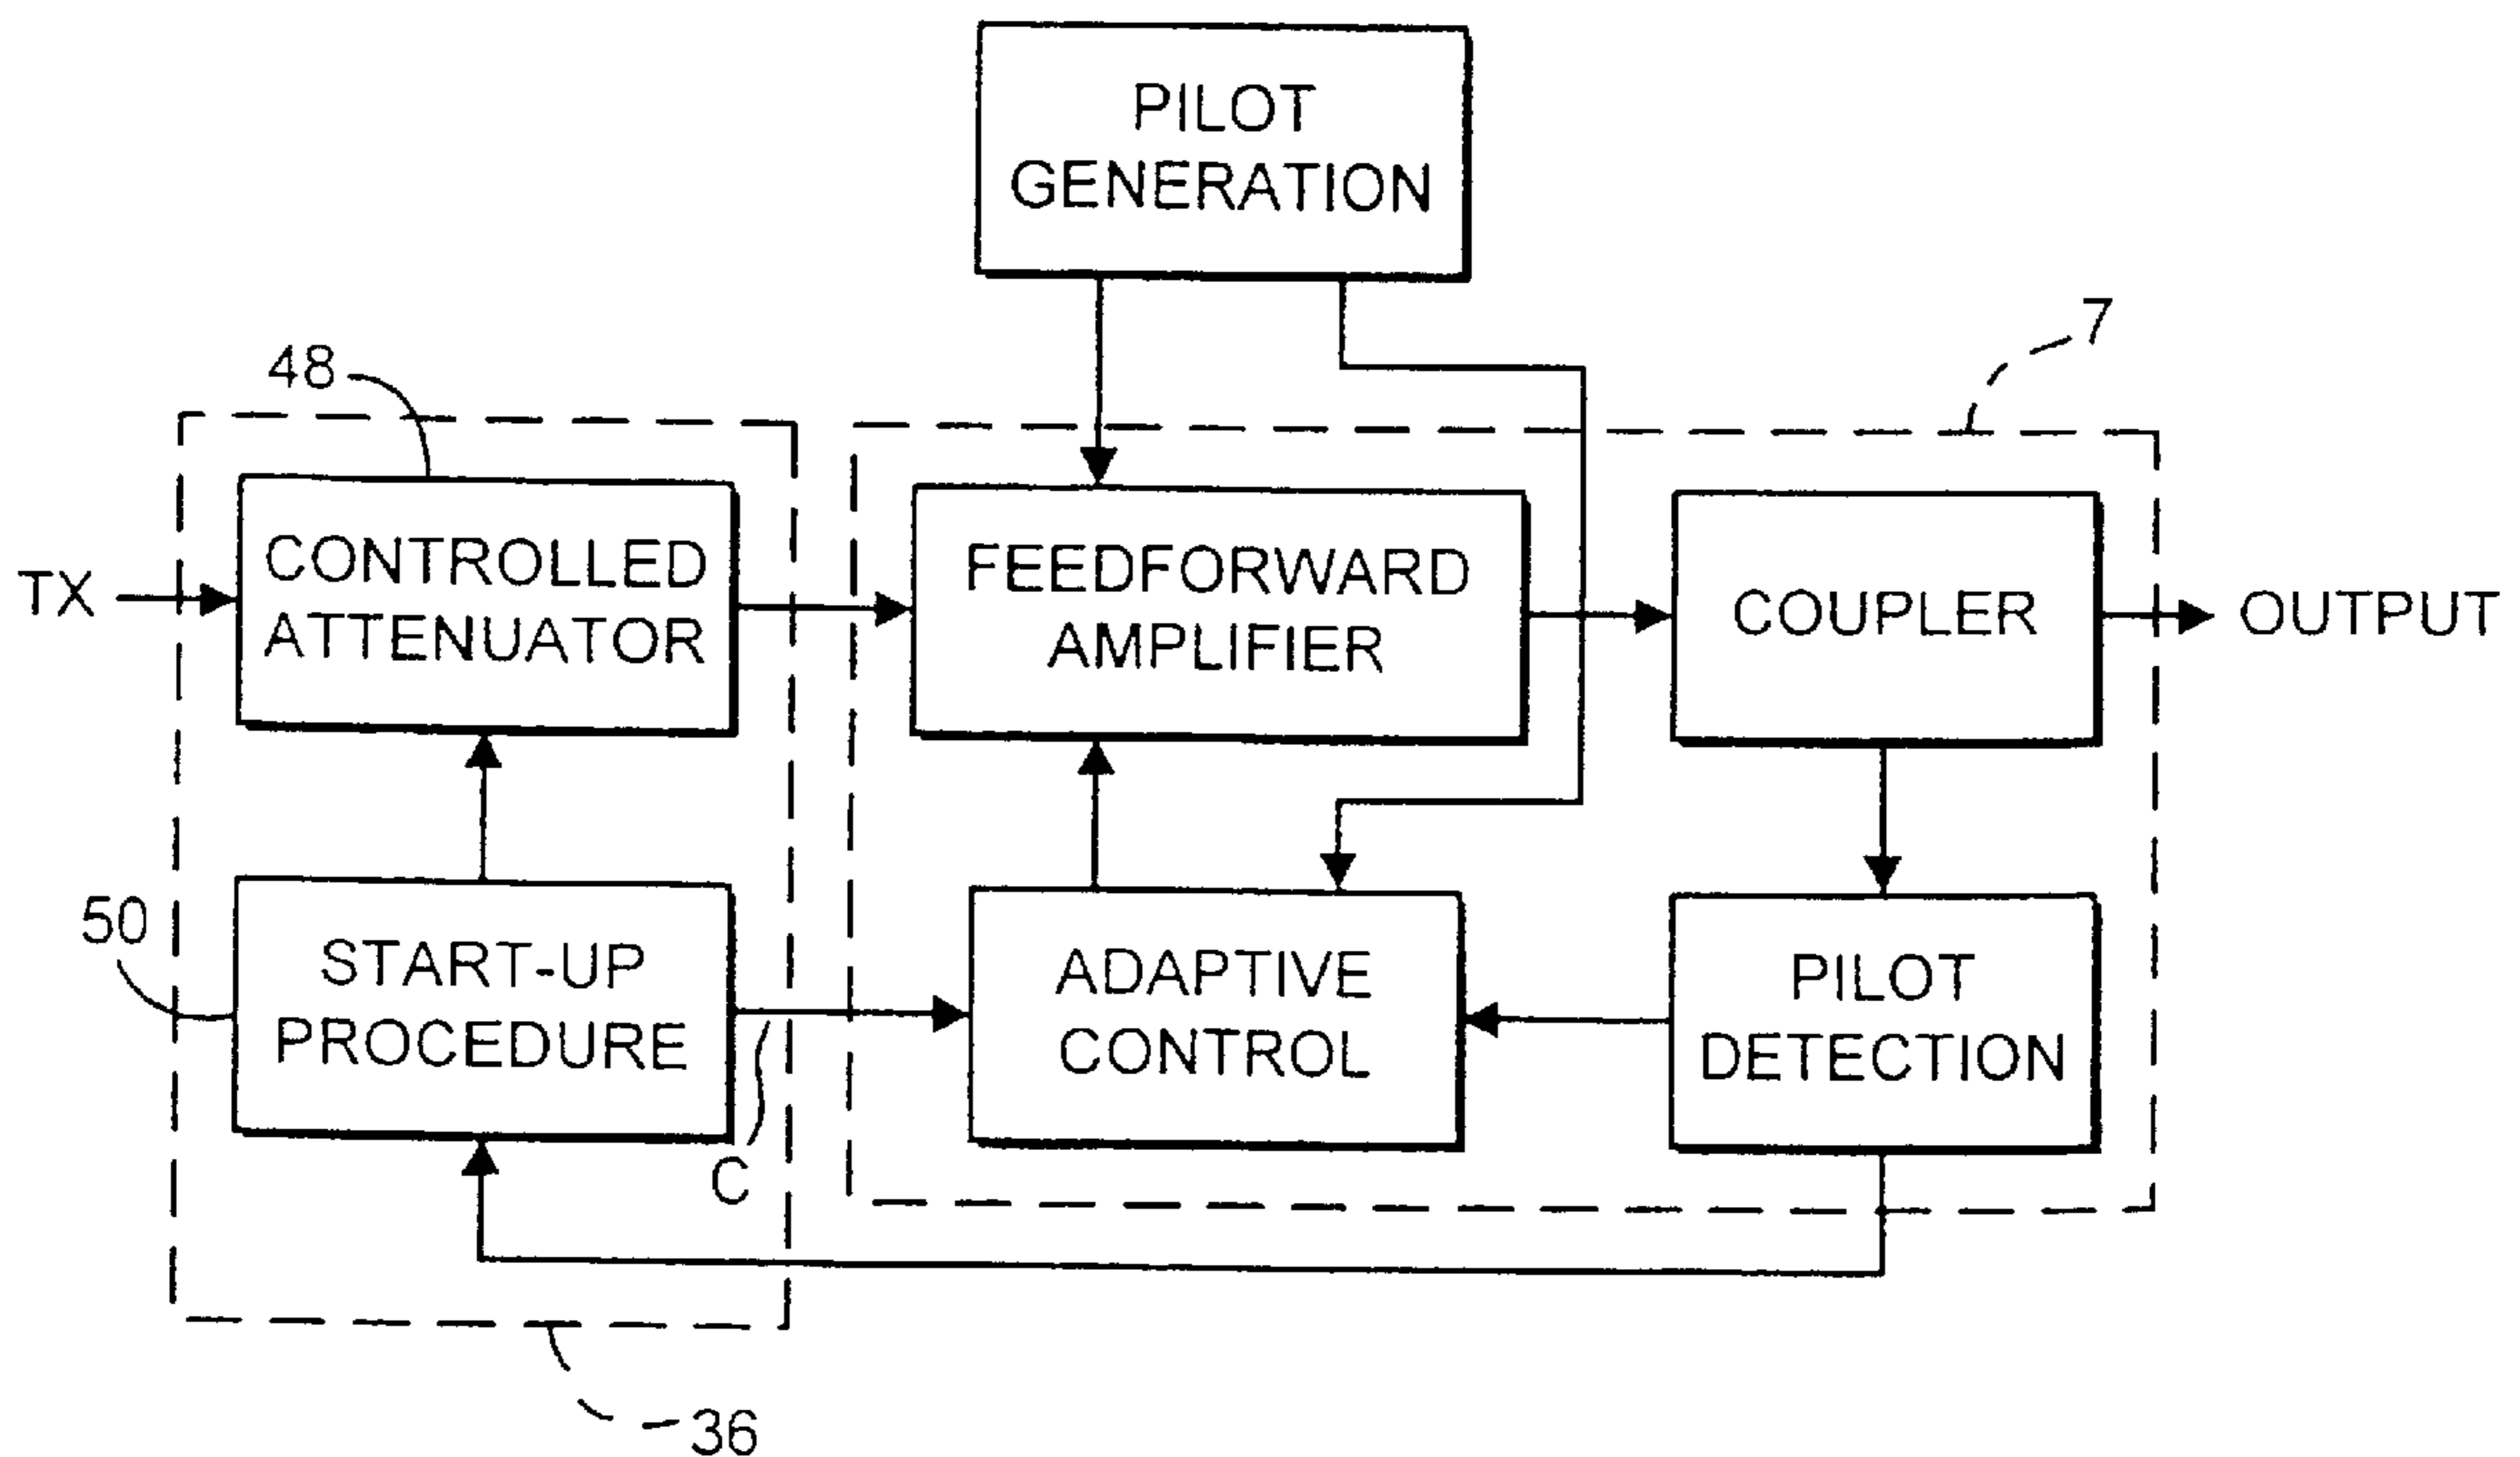 PILOT
GENERATION
7
48
CONTROLLED
ATTENUATOR
FEEDFORWARD
AMPLIFIER
COUPLER
TX
OUTPUT
50
START-UP
PROCEDURE
ADAPTIVE
CONTROL
PILOT
DETECTION
C
36